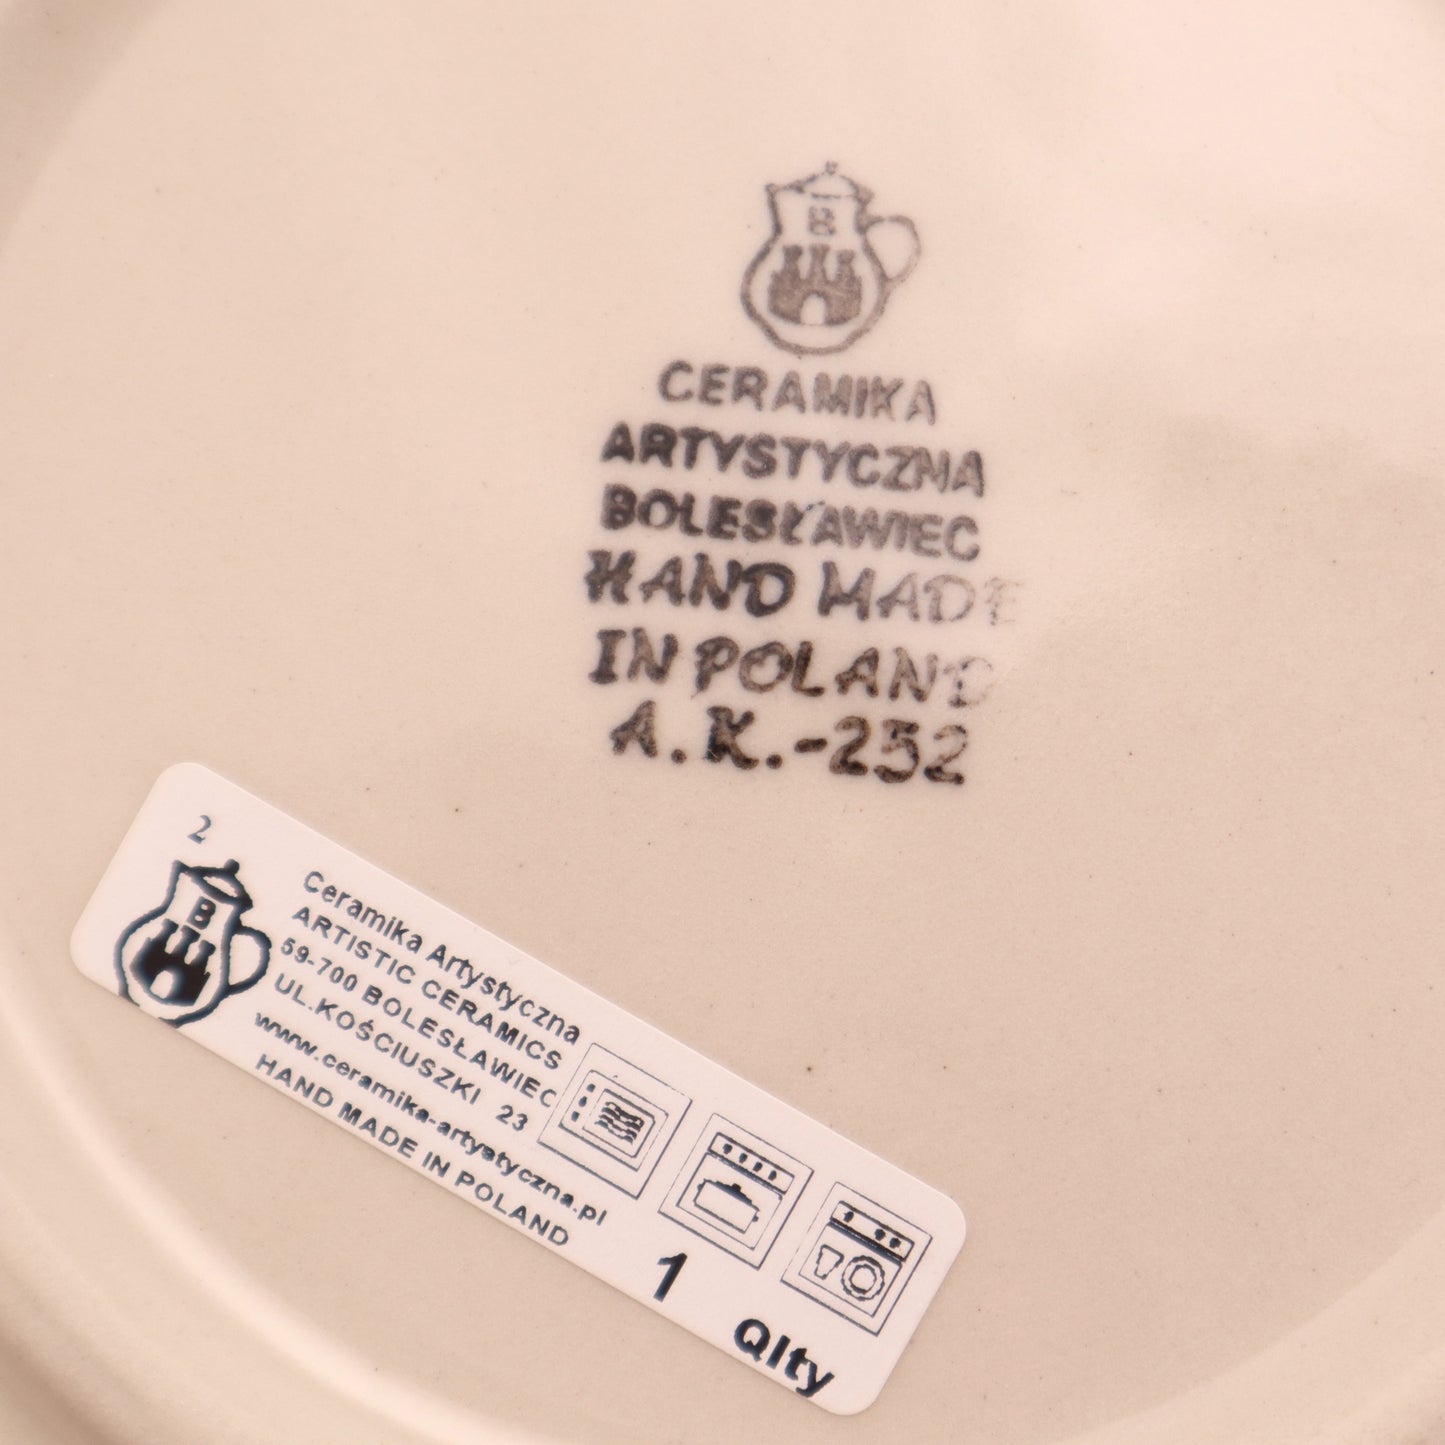 B
CERAMIKA
ARTYSTYCZNA
BOLESŁAWIEC
HAND MADE
IN POLAND
A.K.-252
2
B
Ceramika Artystyczna
ARTISTIC CERAMICS
59-700 BOLESŁAWIEC
UL.KOŚCIUSZKI 23
www.ceramika-artystyczna.pl
HAND MADE IN POLAND
1 Qlty